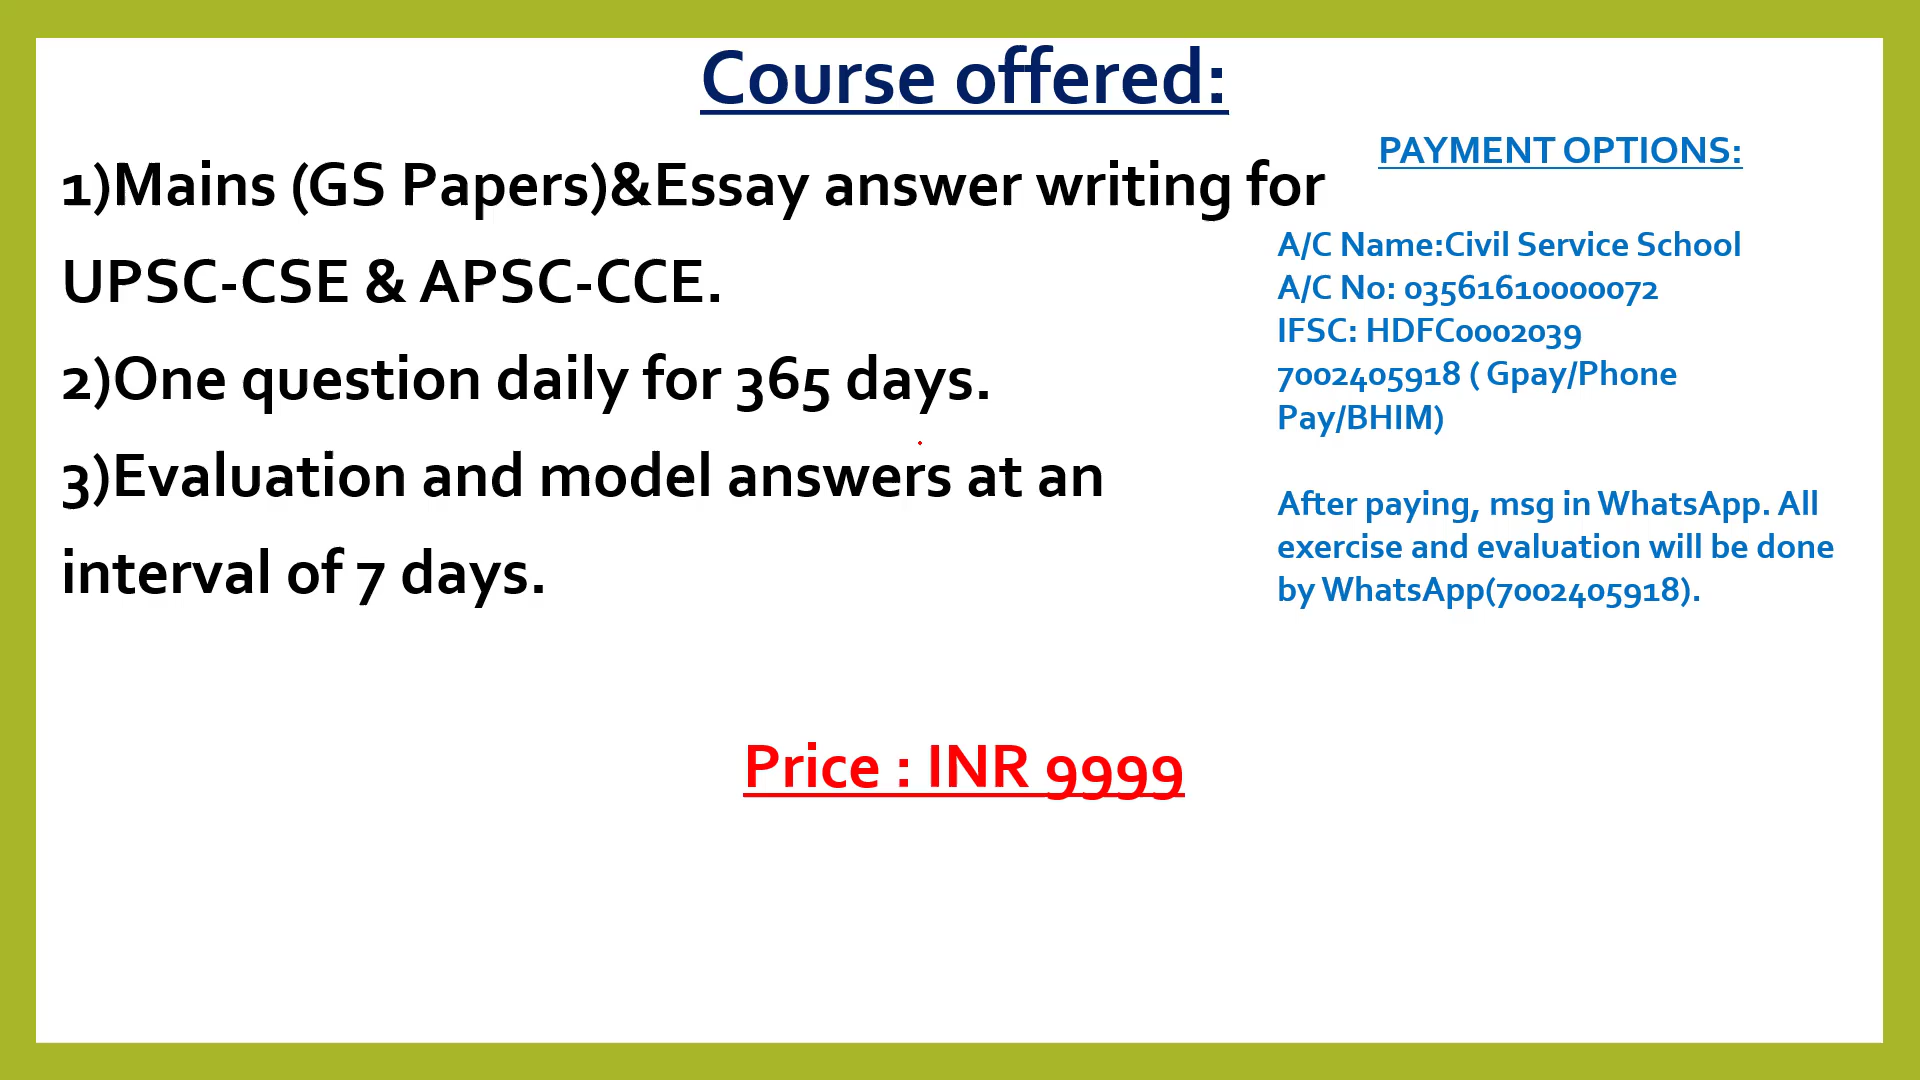 Course offered:
1)Mains (GS Papers)&Essay answer writing for
UPSC-CSE & APSC-CCE.
2)One question daily for 365 days.
3)Evaluation and model answers at an
interval of 7 days.
Price : INR 9999
PAYMENT OPTIONS:
A/C Name:Civil Service School
A/C No: 03561610000072
IFSC: HDFC0002039
7002405918 ( Gpay/Phone
Pay/BHIM)
After paying, msg in WhatsApp. All
exercise and evaluation will be done
by WhatsApp(7002405918).